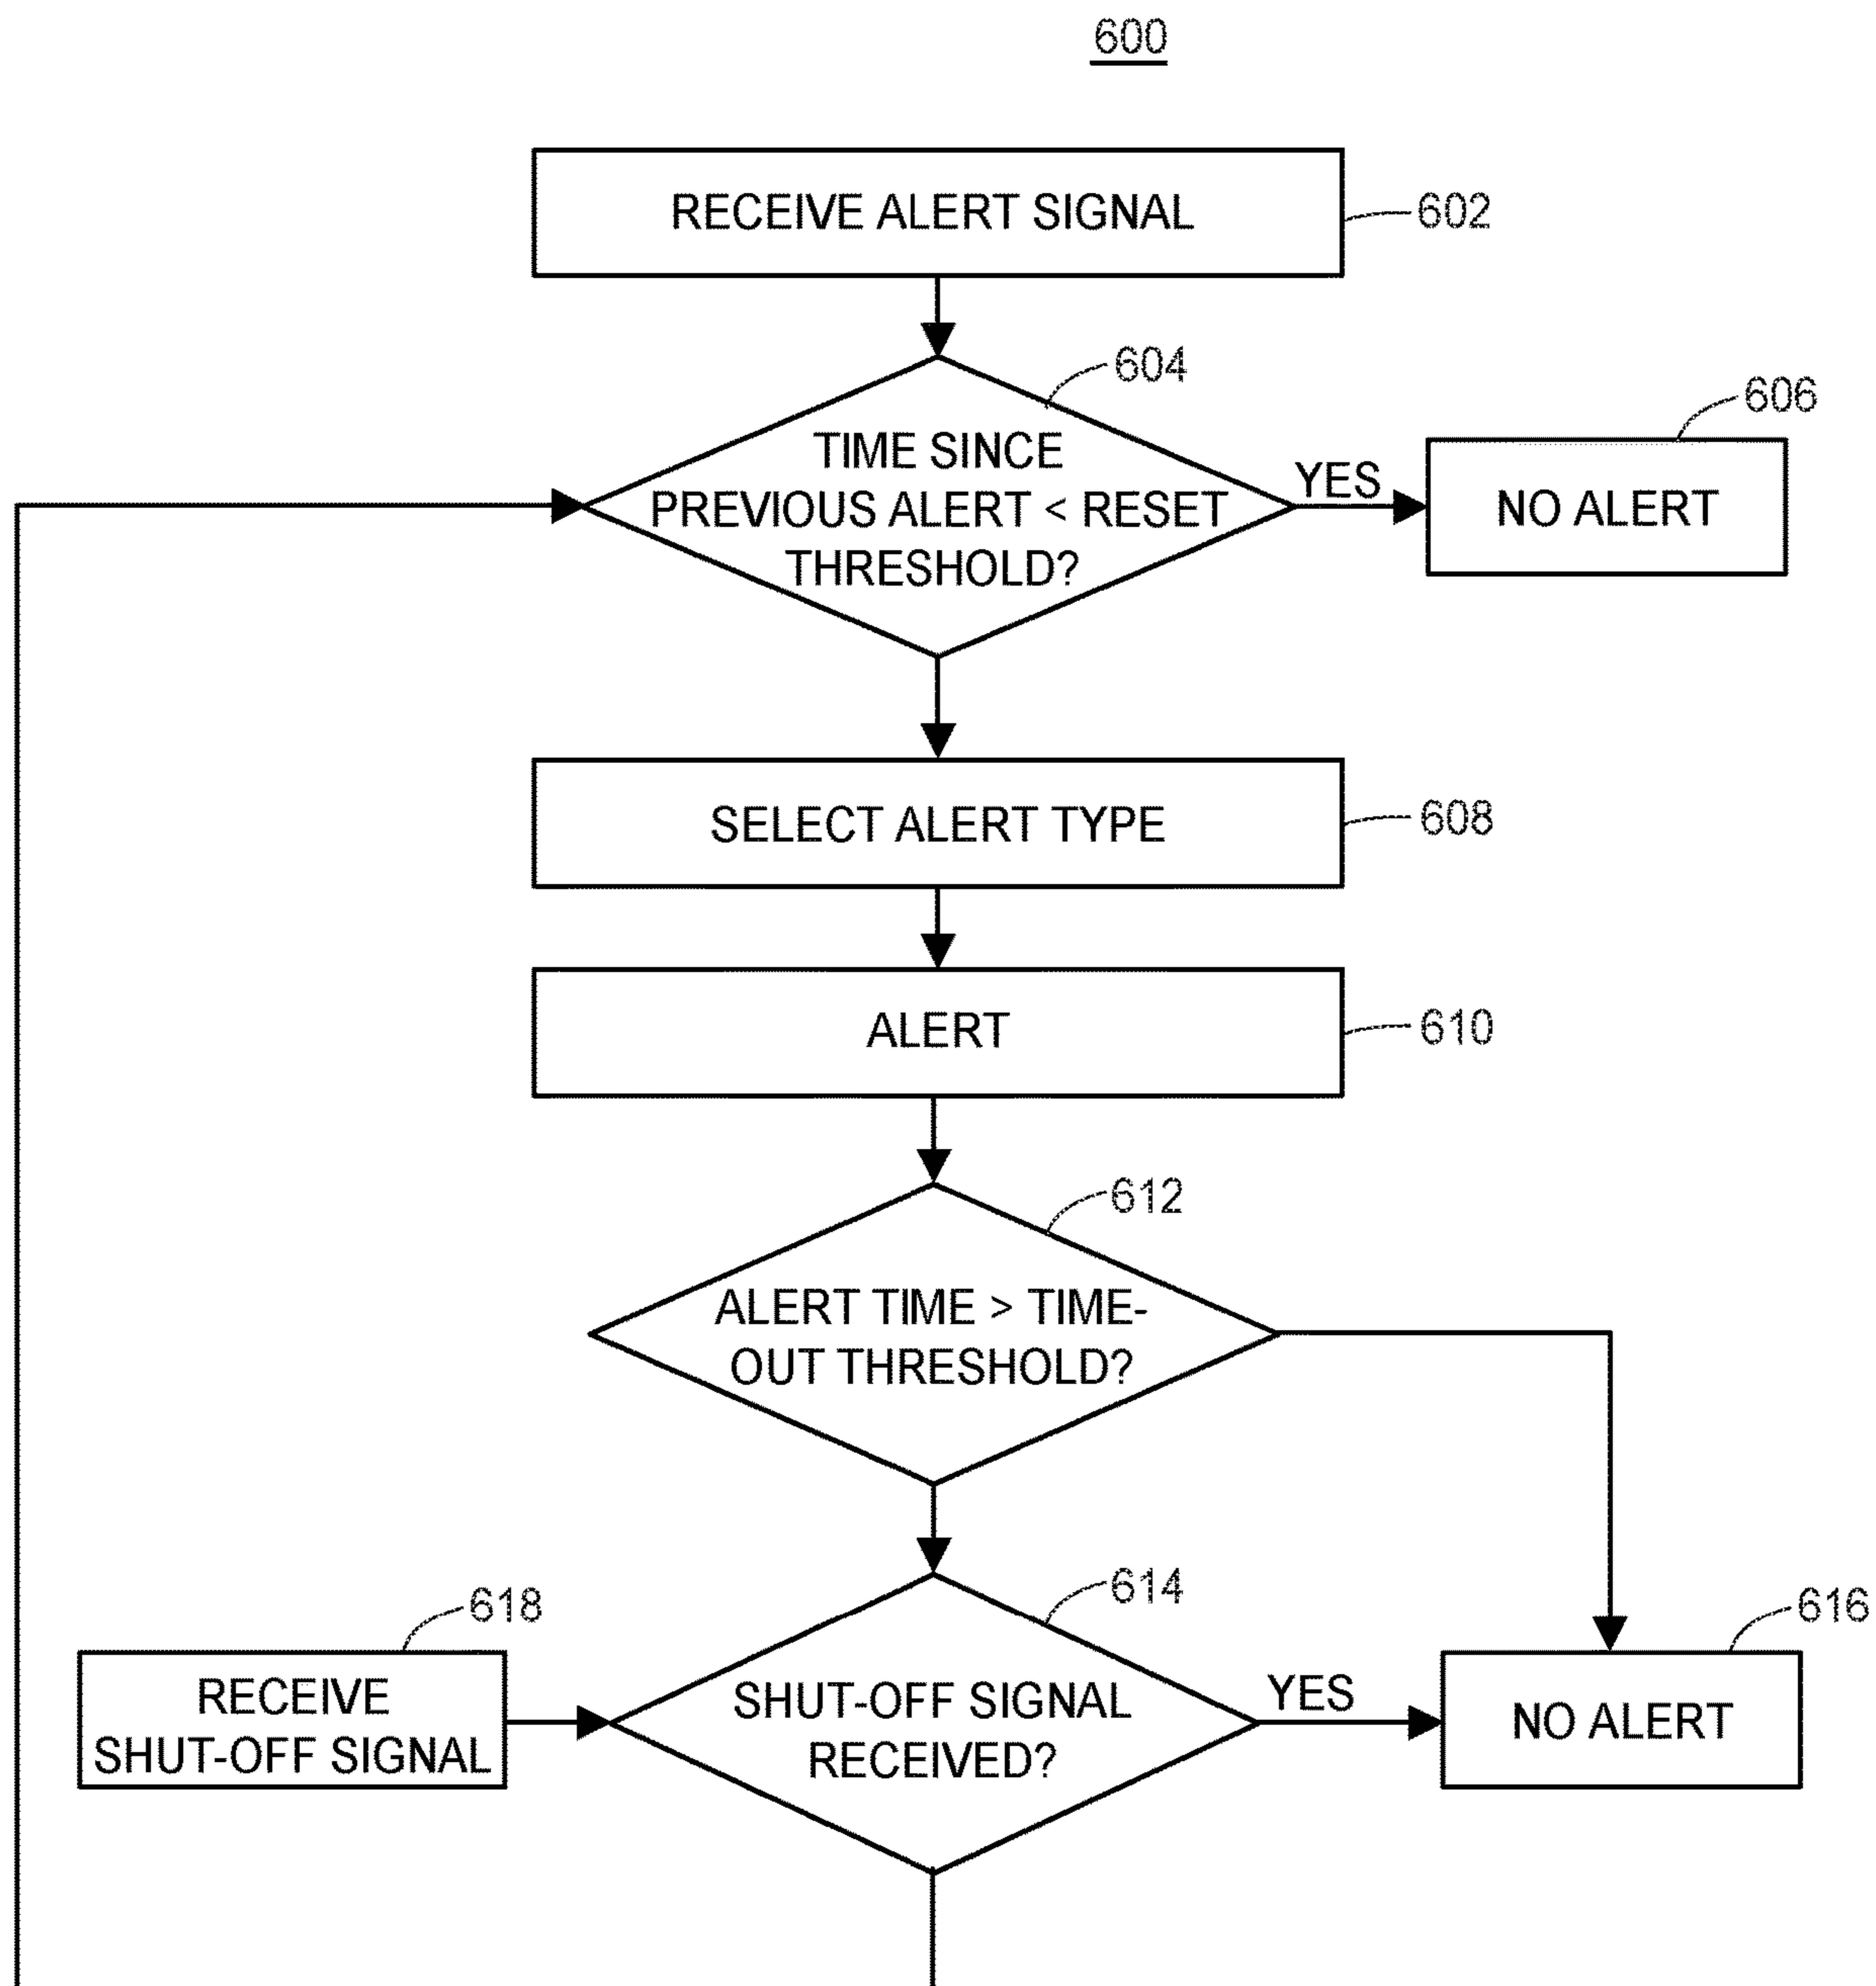 600
RECEIVE ALERT SIGNAL
602
604
TIME SINCE
PREVIOUS ALERT < RESET
THRESHOLD?
YES
606
NO ALERT
SELECT ALERT TYPE
608
ALERT
610
612
ALERT TIME > TIME-
OUT THRESHOLD?
618
RECEIVE
SHUT-OFF SIGNAL
614
SHUT-OFF SIGNAL
RECEIVED?
YES
616
NO ALERT